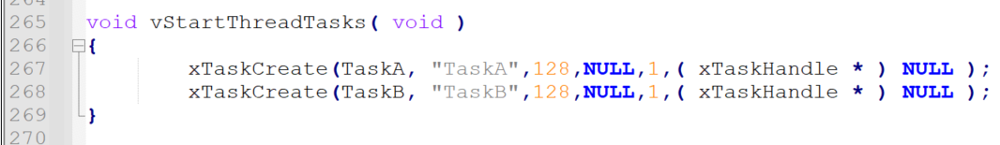 264
265 void vStartThreadTasks( void )
266 {
267 xTaskCreate(TaskA, "TaskA",128,NULL,1,( xTaskHandle * ) NULL );
268 xTaskCreate(TaskB, "TaskB",128,NULL,1,( xTaskHandle * ) NULL );
269 }
270